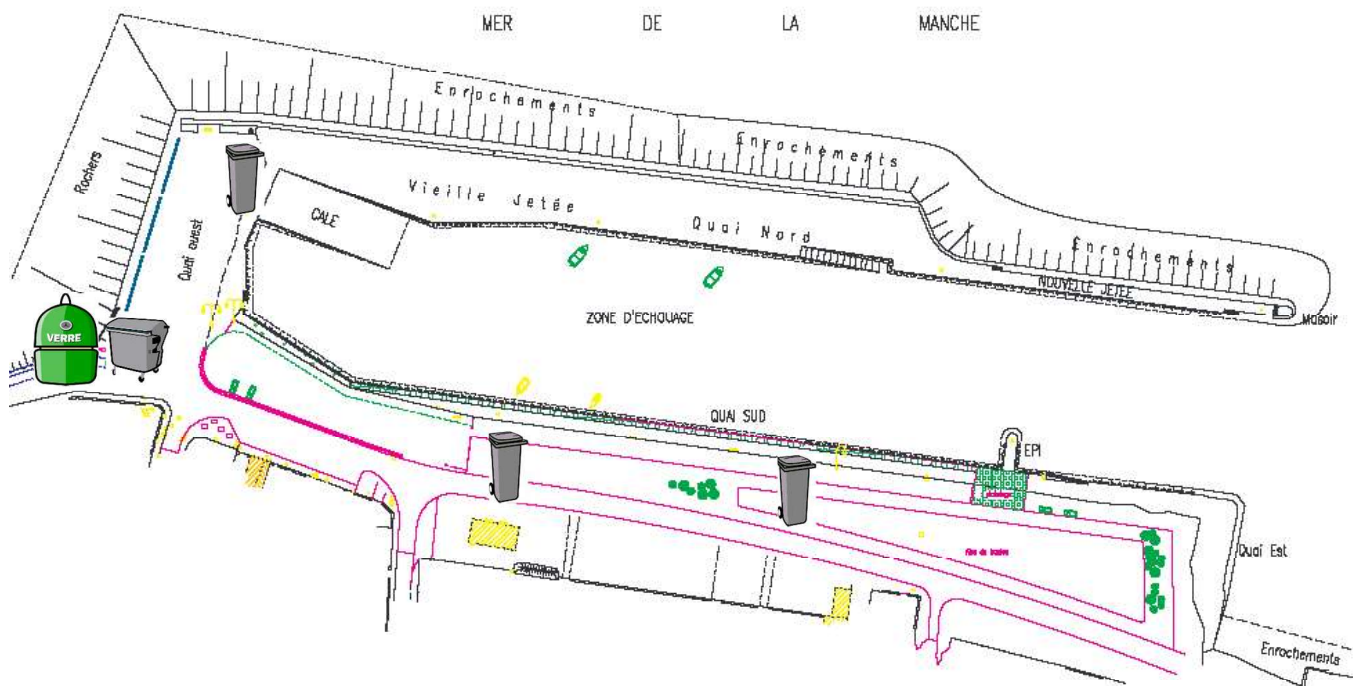 MER DE LA MANCHE
Enrochements
Enrochements
Rochers
Vieille Jetée
CALE
Quai Nord
Enrochements
Quai ouest
NOUVELLE JETEE
ZONE D'ECHOUAGE
Musoir
VERRE
QUAI SUD
EPI
Quai Est
Enrochements